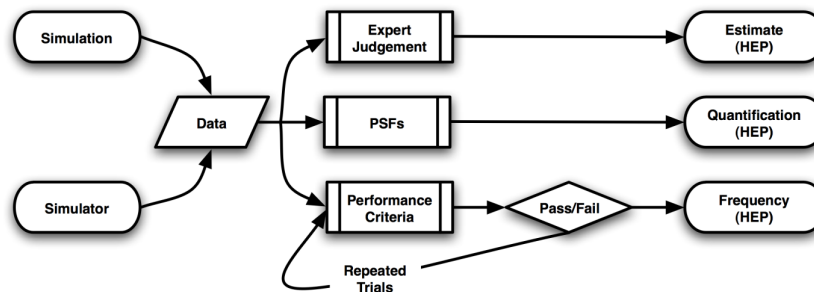 Simulation
Expert
Judgement
Estimate
(HEP)
Data
PSFs
Quantification
(HEP)
Simulator
Performance
Criteria
Pass/Fail
Frequency
(HEP)
Repeated
Trials